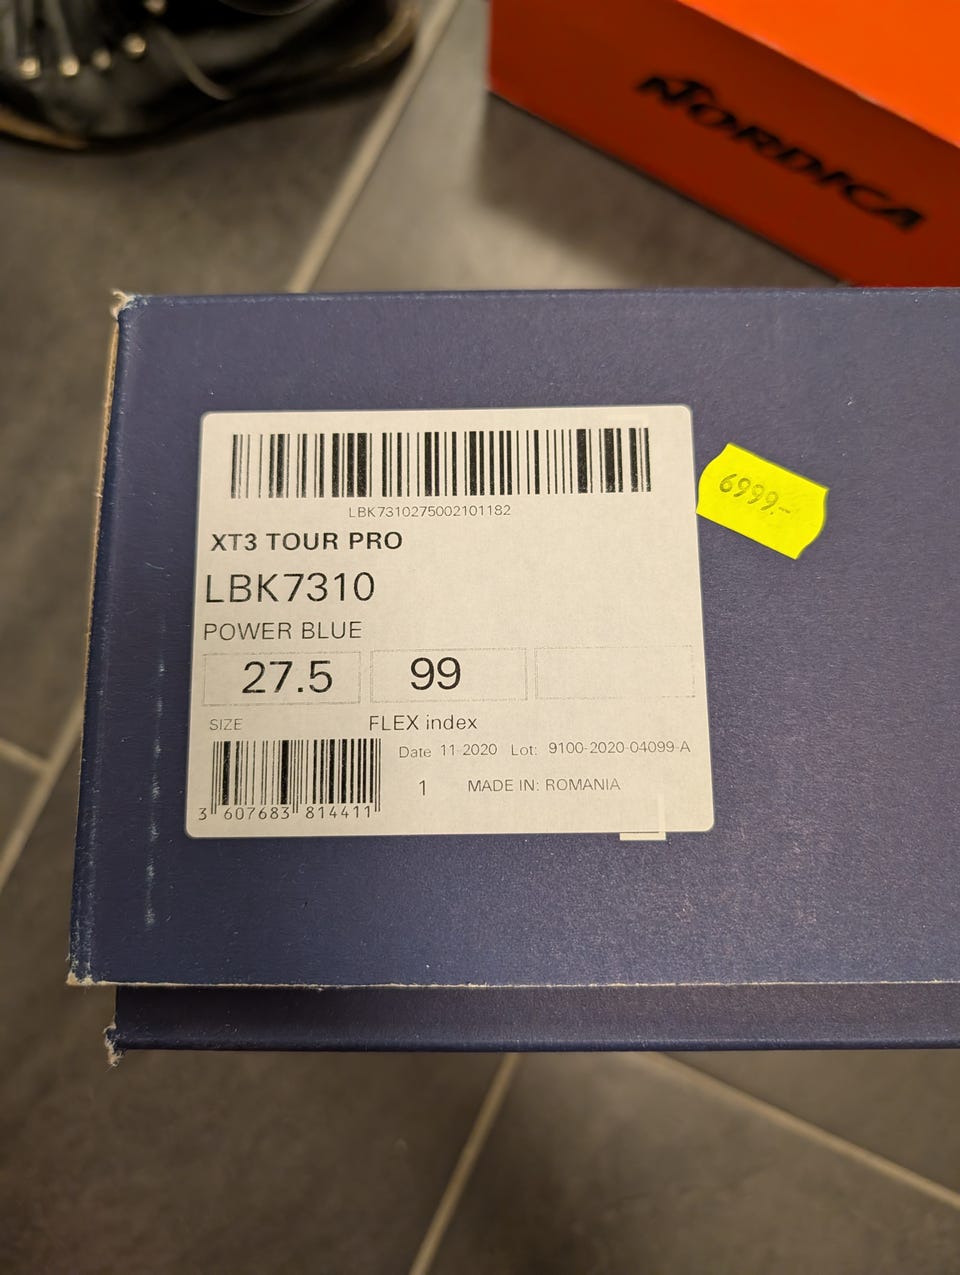 NORDICA
LBK7310275002101182
6999.-
XT3 TOUR PRO
LBK7310
POWER BLUE
27.5 99
SIZE FLEX index
Date 11-2020 Lot: 9100-2020-04099-A
1 MADE IN: ROMANIA
3 607683 814411